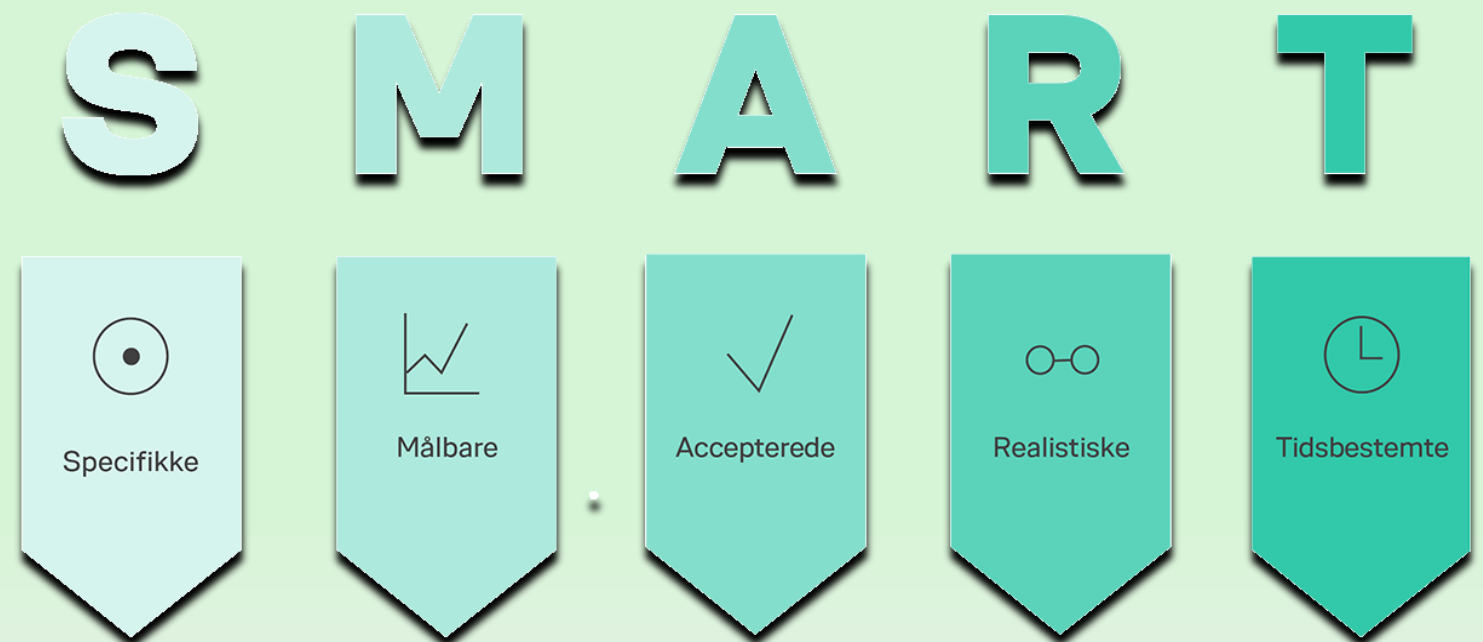 S M A R T
Specifikke
Målbare
Accepterede
Realistiske
Tidsbestemte